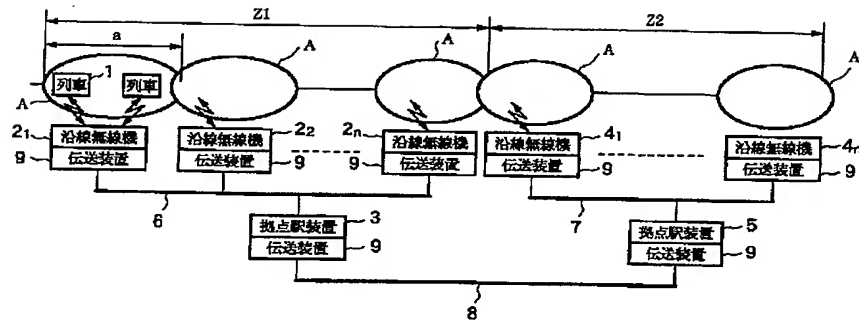 Z1 Z2
a A A A A
列車 1 列車
A
2₁ 沿線無線機 2₂ 沿線無線機 2ₙ 沿線無線機 4₁ 沿線無線機 4ₙ 沿線無線機
9 伝送装置 9 伝送装置 9 伝送装置 9 伝送装置 9 伝送装置
6 7
3 拠点駅装置 5 拠点駅装置
9 伝送装置 9 伝送装置
8